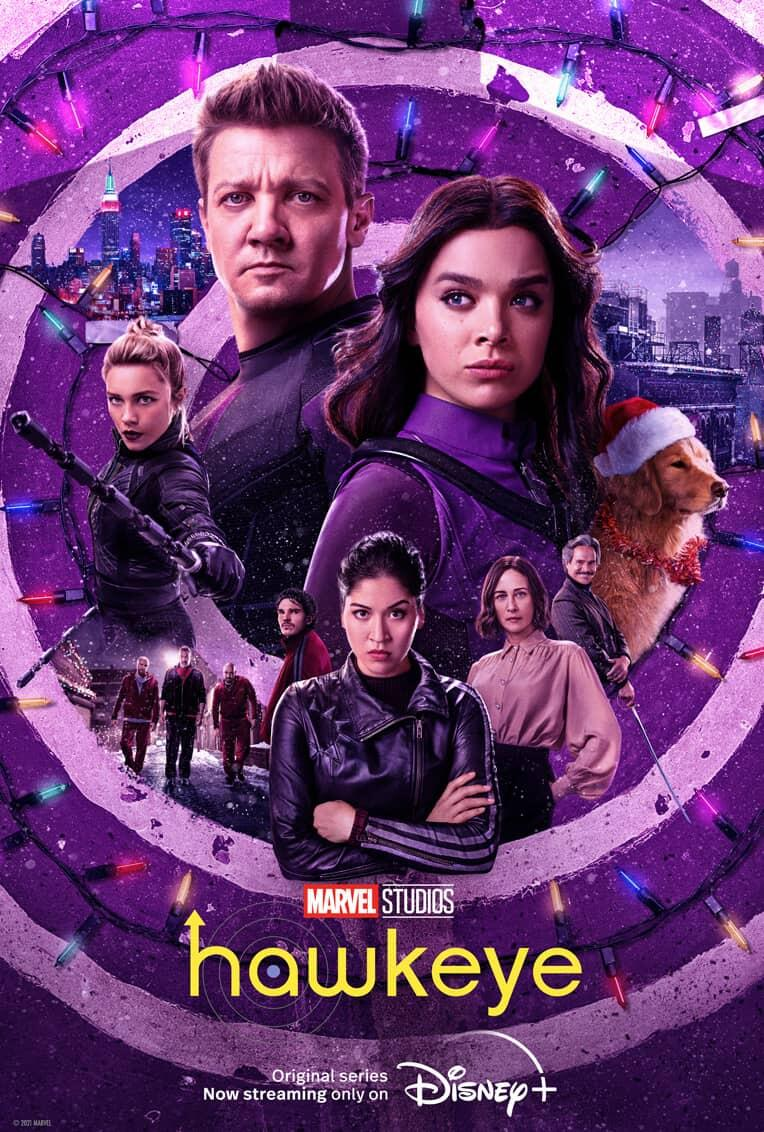 MARVEL STUDIOS
hawkeye
Original series
Now streaming only on Disney+
© 2021 MARVEL